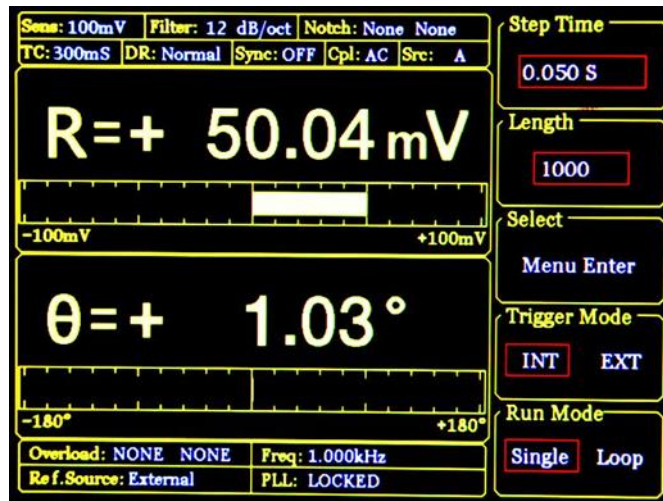 Sens: 100mV Filter: 12 dB/oct Notch: None None
TC: 300mS DR: Normal Sync: OFF Cpl: AC Src: A
R=+ 50.04 mV
-100mV +100mV
θ=+ 1.03°
-180° +180°
Overload: NONE NONE Freq: 1.000kHz
Ref.Source: External PLL: LOCKED
Step Time
0.050 S
Length
1000
Select
Menu Enter
Trigger Mode
INT EXT
Run Mode
Single Loop